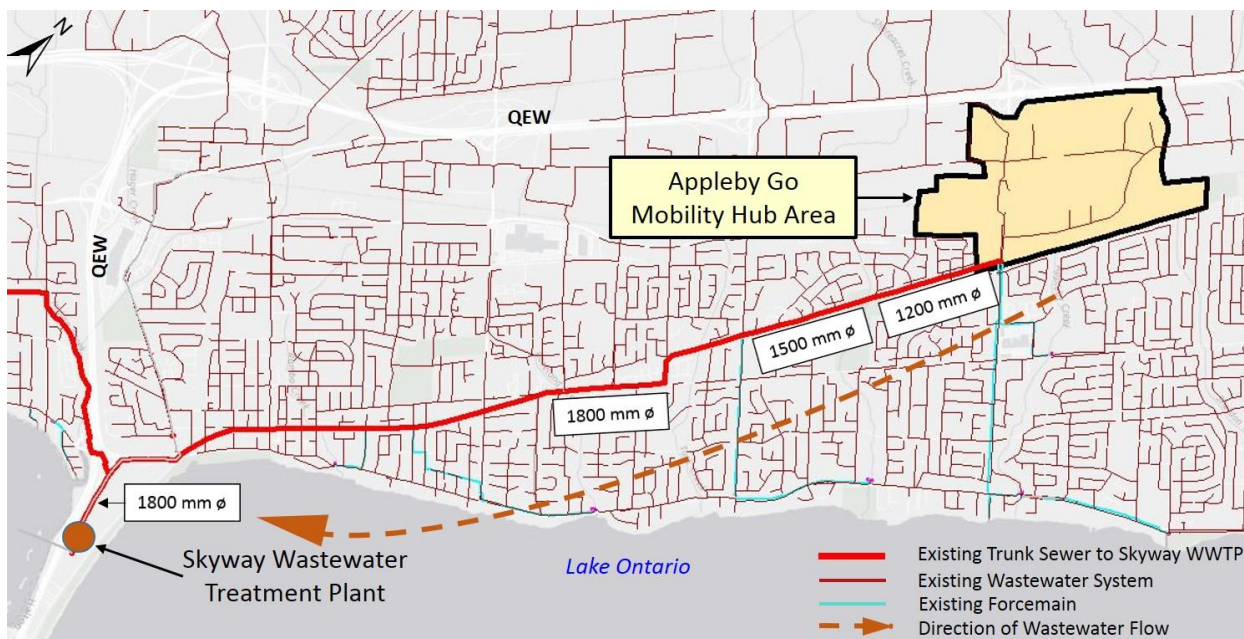 N
QEW
QEW
Appleby Go
Mobility Hub Area
1200 mm ø
1500 mm ø
1800 mm ø
1800 mm ø
Skyway Wastewater
Treatment Plant
Lake Ontario
Existing Trunk Sewer to Skyway WWTP
Existing Wastewater System
Existing Forcemain
Direction of Wastewater Flow